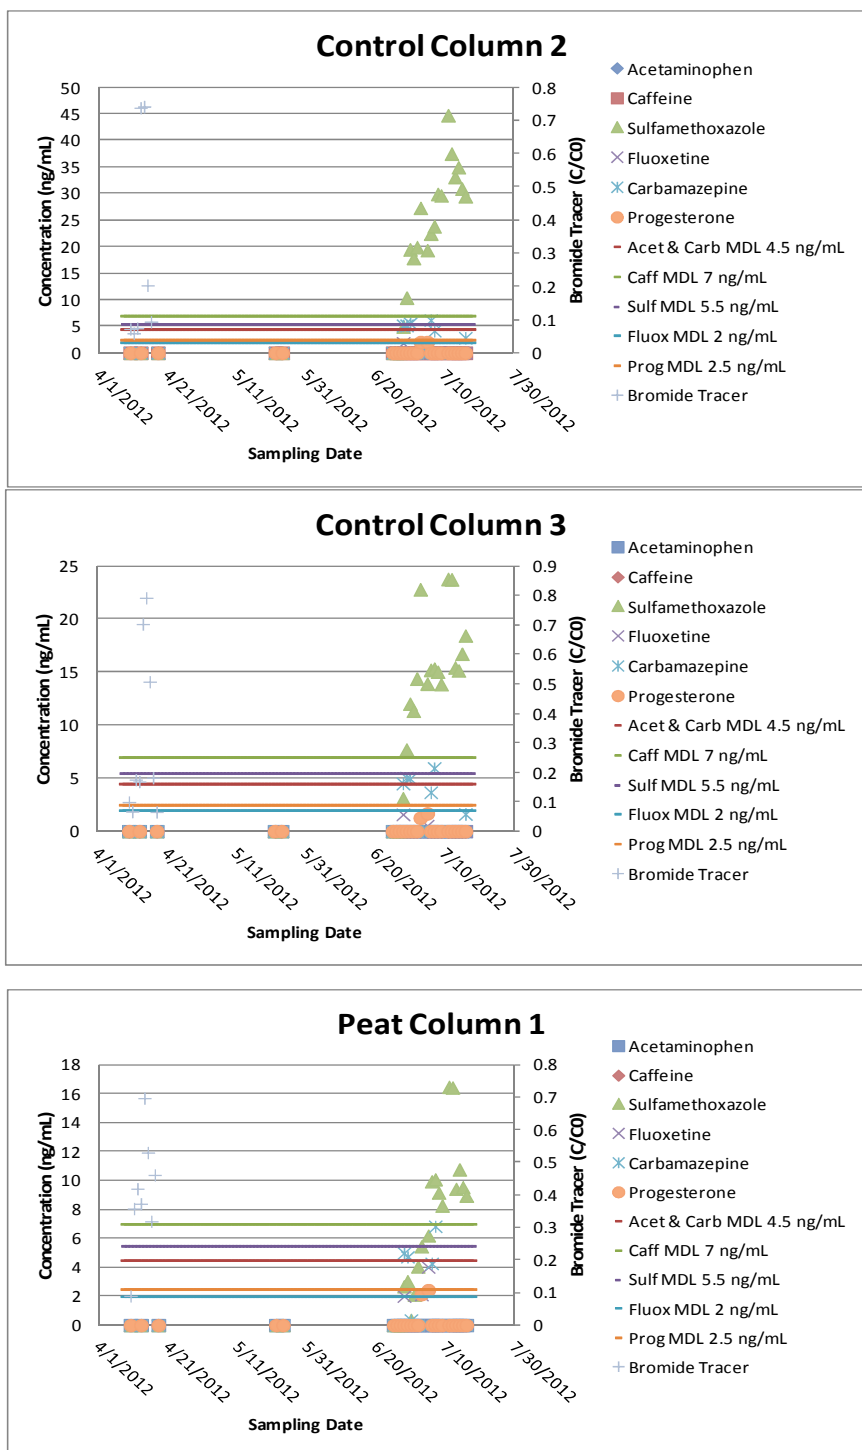 Control Column 2
Concentration (ng/mL)
50
45
40
35
30
25
20
15
10
5
0
0.8
0.7
0.6
0.5
0.4
0.3
0.2
0.1
0
Bromide Tracer (C/C0)
4/1/2012
4/21/2012
5/11/2012
5/31/2012
6/20/2012
7/10/2012
7/30/2012
Sampling Date
Acetaminophen
Caffeine
Sulfamethoxazole
Fluoxetine
Carbamazepine
Progesterone
Acet & Carb MDL 4.5 ng/mL
Caff MDL 7 ng/mL
Sulf MDL 5.5 ng/mL
Fluox MDL 2 ng/mL
Prog MDL 2.5 ng/mL
Bromide Tracer
Control Column 3
Concentration (ng/mL)
25
20
15
10
5
0
0.9
0.8
0.7
0.6
0.5
0.4
0.3
0.2
0.1
0
Bromide Tracer (C/C0)
4/1/2012
4/21/2012
5/11/2012
5/31/2012
6/20/2012
7/10/2012
7/30/2012
Sampling Date
Acetaminophen
Caffeine
Sulfamethoxazole
Fluoxetine
Carbamazepine
Progesterone
Acet & Carb MDL 4.5 ng/mL
Caff MDL 7 ng/mL
Sulf MDL 5.5 ng/mL
Fluox MDL 2 ng/mL
Prog MDL 2.5 ng/mL
Bromide Tracer
Peat Column 1
Concentration (ng/mL)
18
16
14
12
10
8
6
4
2
0
0.8
0.7
0.6
0.5
0.4
0.3
0.2
0.1
0
Bromide Tracer (C/C0)
4/1/2012
4/21/2012
5/11/2012
5/31/2012
6/20/2012
7/10/2012
7/30/2012
Sampling Date
Acetaminophen
Caffeine
Sulfamethoxazole
Fluoxetine
Carbamazepine
Progesterone
Acet & Carb MDL 4.5 ng/mL
Caff MDL 7 ng/mL
Sulf MDL 5.5 ng/mL
Fluox MDL 2 ng/mL
Prog MDL 2.5 ng/mL
Bromide Tracer